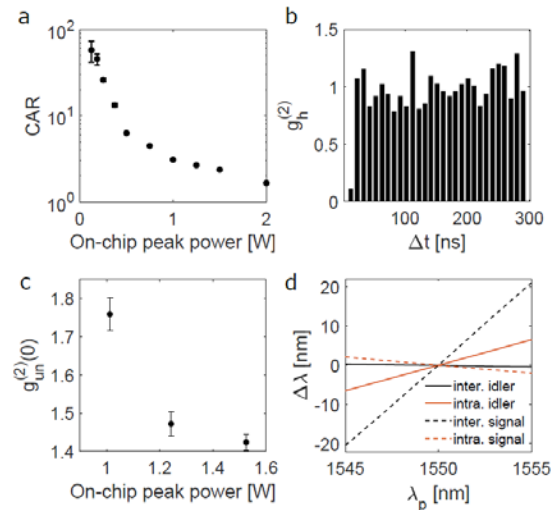 a
CAR
10^2
10^1
10^0
0
1
2
On-chip peak power [W]
b
g_h^(2)
1.5
1
0.5
0
100
200
300
Δt [ns]
c
g_un^(2)(0)
1.8
1.7
1.6
1.5
1.4
1
1.2
1.4
1.6
On-chip peak power [W]
d
Δλ [nm]
20
10
0
-10
-20
inter. idler
intra. idler
inter. signal
intra. signal
1545
1550
1555
λ_p [nm]